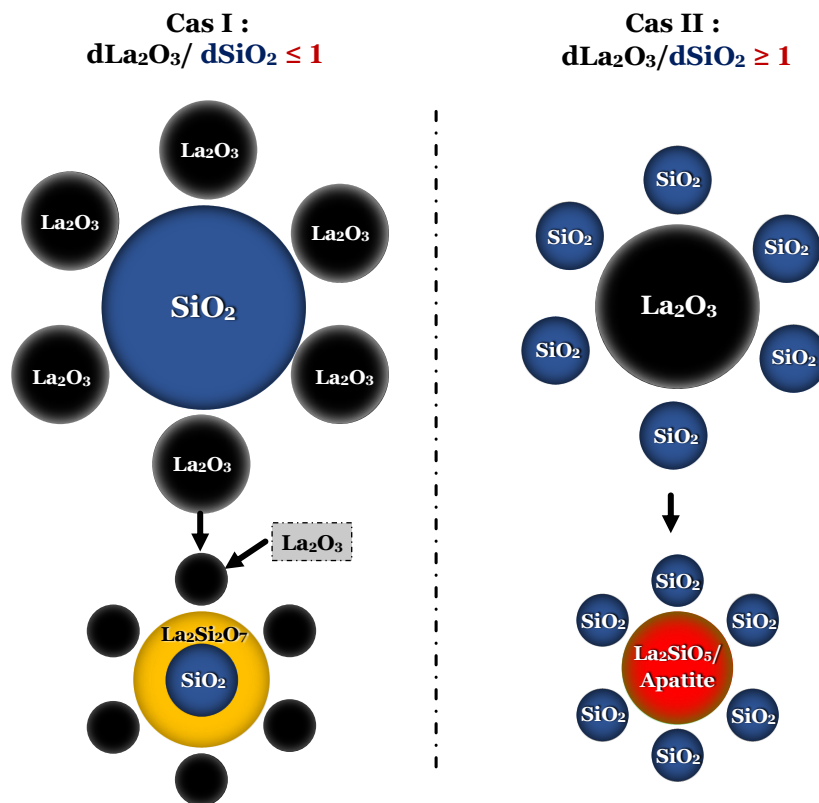 Cas I :
dLa₂O₃/ dSiO₂ ≤ 1
La₂O₃
La₂O₃
La₂O₃
SiO₂
La₂O₃
La₂O₃
La₂O₃
La₂O₃
La₂Si₂O₇
SiO₂
Cas II :
dLa₂O₃/dSiO₂ ≥ 1
SiO₂
SiO₂
SiO₂
La₂O₃
SiO₂
SiO₂
SiO₂
SiO₂
SiO₂
SiO₂
La₂SiO₅/
Apatite
SiO₂
SiO₂
SiO₂